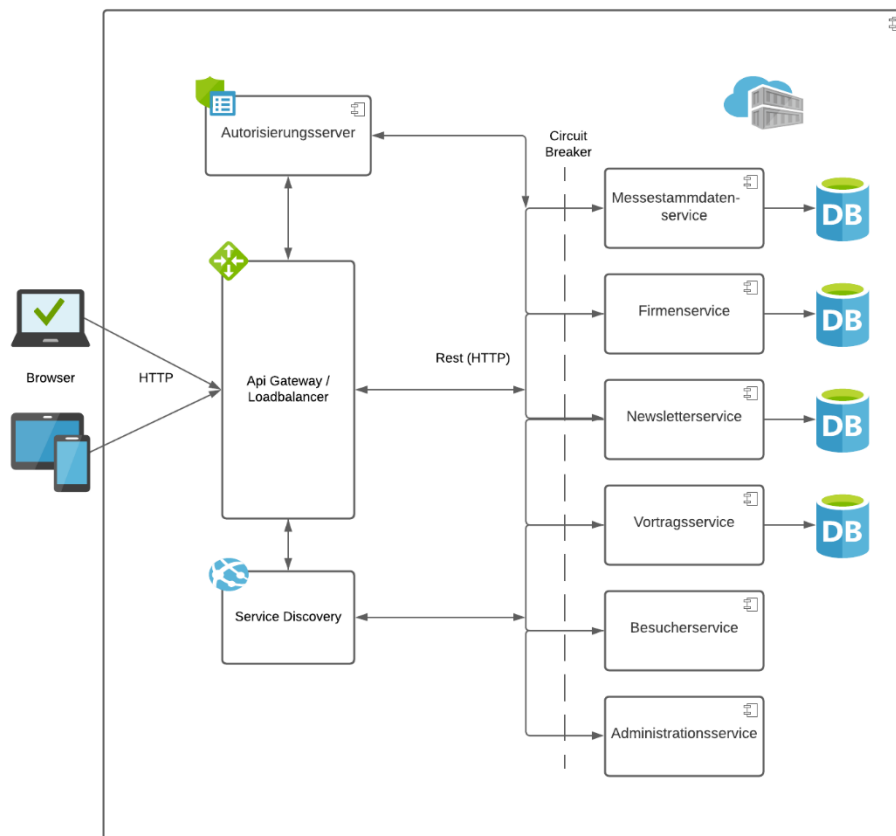 Autorisierungsserver
Circuit
Breaker
Messestammdaten-
service
DB
Firmenservice
DB
Browser
HTTP
Api Gateway /
Loadbalancer
Rest (HTTP)
Newsletterservice
DB
Vortragsservice
DB
Service Discovery
Besucherservice
Administrationsservice